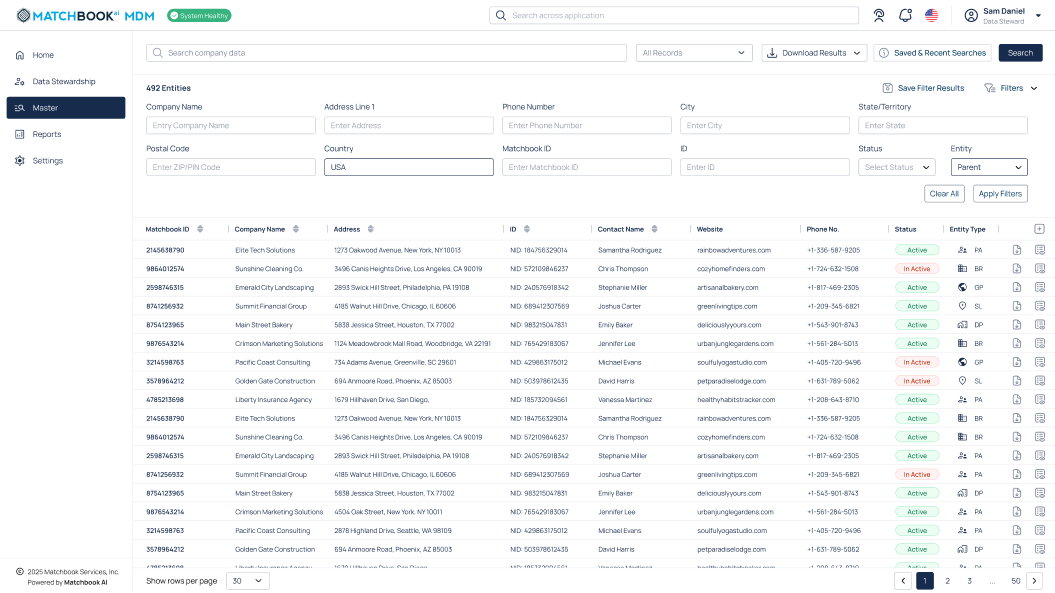 MATCHBOOK ai MDM System Healthy Search across application Sam Daniel
Data Steward
Home
Data Stewardship
Master
Reports
Settings
Search company data All Records Download Results Saved & Recent Searches Search
492 Entities Save Filter Results Filters
Company Name Address Line 1 Phone Number City State/Territory
Entry Company Name Enter Address Enter Phone Number Enter City Enter State
Postal Code Country Matchbook ID ID Status Entity
Enter ZIP/PIN Code USA Enter Matchbook ID Enter ID Select Status Parent
Clear All Apply Filters
Matchbook ID Company Name Address ID Contact Name Website Phone No. Status Entity Type
2145638790 Elite Tech Solutions 1273 Oakwood Avenue, New York, NY 10013 NID: 184756329014 Samantha Rodriguez rainbowadventures.com +1-336-587-9205 Active PA
9864012574 Sunshine Cleaning Co. 3496 Canis Heights Drive, Los Angeles, CA 90019 NID: 572109846237 Chris Thompson cozyhomefinders.com +1-724-632-1508 In Active BR
2598746315 Emerald City Landscaping 2893 Swick Hill Street, Philadelphia, PA 19108 NID: 240576918342 Stephanie Miller artisanalbakery.com +1-817-469-2305 Active GP
8741256932 Summit Financial Group 4185 Walnut Hill Drive, Chicago, IL 60606 NID: 689412307569 Joshua Carter greenlivingtips.com +1-209-345-6821 Active SL
8754123965 Main Street Bakery 5838 Jessica Street, Houston, TX 77002 NID: 983215047831 Emily Baker deliciouslyyours.com +1-543-901-8743 Active DP
9876543214 Crimson Marketing Solutions 1124 Meadowbrook Mall Road, Woodbridge, VA 22191 NID: 765429183067 Jennifer Lee urbanjunglegardens.com +1-561-284-5013 Active BR
3214598763 Pacific Coast Consulting 734 Adams Avenue, Greenville, SC 29601 NID: 429863175012 Michael Evans soulfulyogastudio.com +1-405-720-9496 In Active GP
3578964212 Golden Gate Construction 694 Anmoore Road, Phoenix, AZ 85003 NID: 503978612435 David Harris petparadiselodge.com +1-631-789-5062 In Active SL
4785213698 Liberty Insurance Agency 1679 Hillhaven Drive, San Diego, NID: 185732094561 Vanessa Martinez healthyhabitstracker.com +1-208-643-8710 Active PA
2145638790 Elite Tech Solutions 1273 Oakwood Avenue, New York, NY 10013 NID: 184756329014 Samantha Rodriguez rainbowadventures.com +1-336-587-9205 Active BR
9864012574 Sunshine Cleaning Co. 3496 Canis Heights Drive, Los Angeles, CA 90019 NID: 572109846237 Chris Thompson cozyhomefinders.com +1-724-632-1508 Active BR
2598746315 Emerald City Landscaping 2893 Swick Hill Street, Philadelphia, PA 19108 NID: 240576918342 Stephanie Miller artisanalbakery.com +1-817-469-2305 Active PA
8741256932 Summit Financial Group 4185 Walnut Hill Drive, Chicago, IL 60606 NID: 689412307569 Joshua Carter greenlivingtips.com +1-209-345-6821 In Active PA
8754123965 Main Street Bakery 5838 Jessica Street, Houston, TX 77002 NID: 983215047831 Emily Baker deliciouslyyours.com +1-543-901-8743 Active DP
9876543214 Crimson Marketing Solutions 4504 Oak Street, New York, NY 10011 NID: 765429183067 Jennifer Lee urbanjunglegardens.com +1-561-284-5013 Active PA
3214598763 Pacific Coast Consulting 2878 Highland Drive, Seattle, WA 98109 NID: 429863175012 Michael Evans soulfulyogastudio.com +1-405-720-9496 Active PA
3578964212 Golden Gate Construction 694 Anmoore Road, Phoenix, AZ 85003 NID: 503978612435 David Harris petparadiselodge.com +1-631-789-5062 Active DP
© 2025 Matchbook Services, Inc.
Powered by Matchbook AI
Show rows per page 30 1 2 3 ... 50